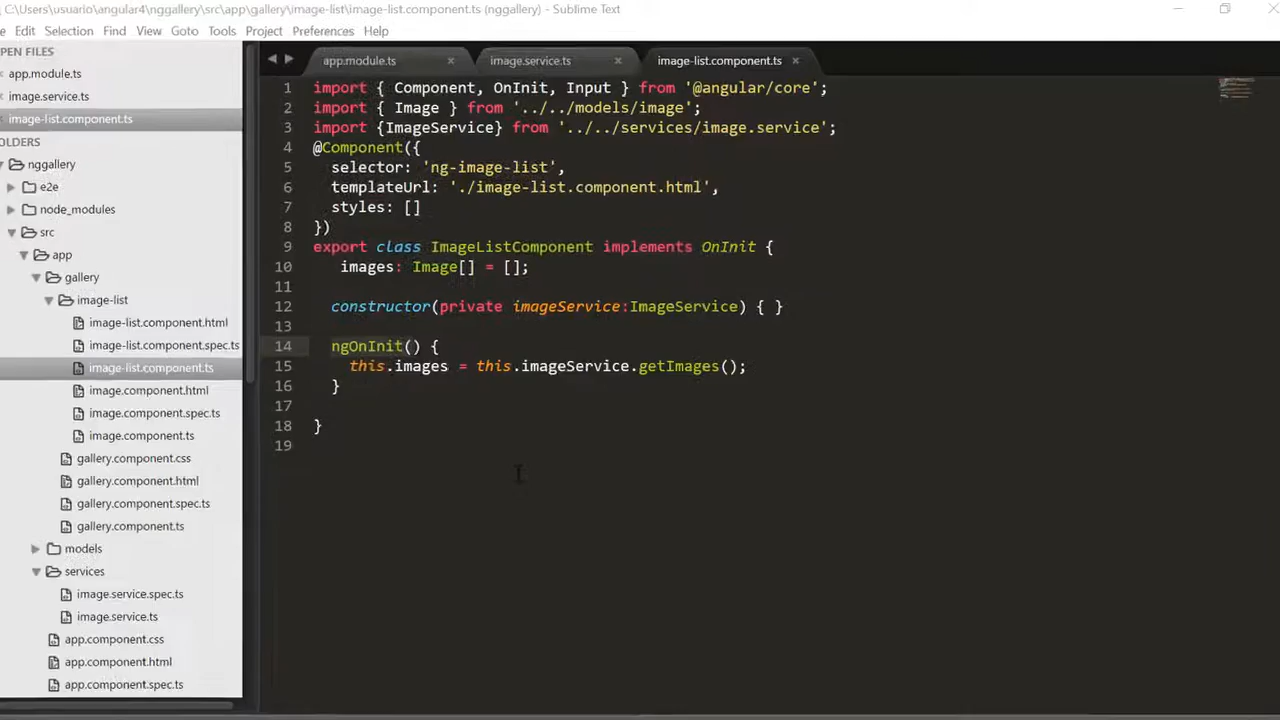 C:\Users\usuario\angular4\nggallery\src\app\gallery\image-list\image-list.component.ts (nggallery) - Sublime Text
Edit Selection Find View Goto Tools Project Preferences Help
OPEN FILES
app.module.ts
image.service.ts
image-list.component.ts
FOLDERS
nggallery
e2e
node_modules
src
app
gallery
image-list
image-list.component.html
image-list.component.spec.ts
image-list.component.ts
image.component.html
image.component.spec.ts
image.component.ts
gallery.component.css
gallery.component.html
gallery.component.spec.ts
gallery.component.ts
models
services
image.service.spec.ts
image.service.ts
app.component.css
app.component.html
app.component.spec.ts
app.module.ts × image.service.ts × image-list.component.ts ×
1 import { Component, OnInit, Input } from '@angular/core';
2 import { Image } from '../../models/image';
3 import {ImageService} from '../../services/image.service';
4 @Component({
5 selector: 'ng-image-list',
6 templateUrl: './image-list.component.html',
7 styles: []
8 })
9 export class ImageListComponent implements OnInit {
10 images: Image[] = [];
11
12 constructor(private imageService:ImageService) { }
13
14 ngOnInit() {
15 this.images = this.imageService.getImages();
16 }
17
18 }
19